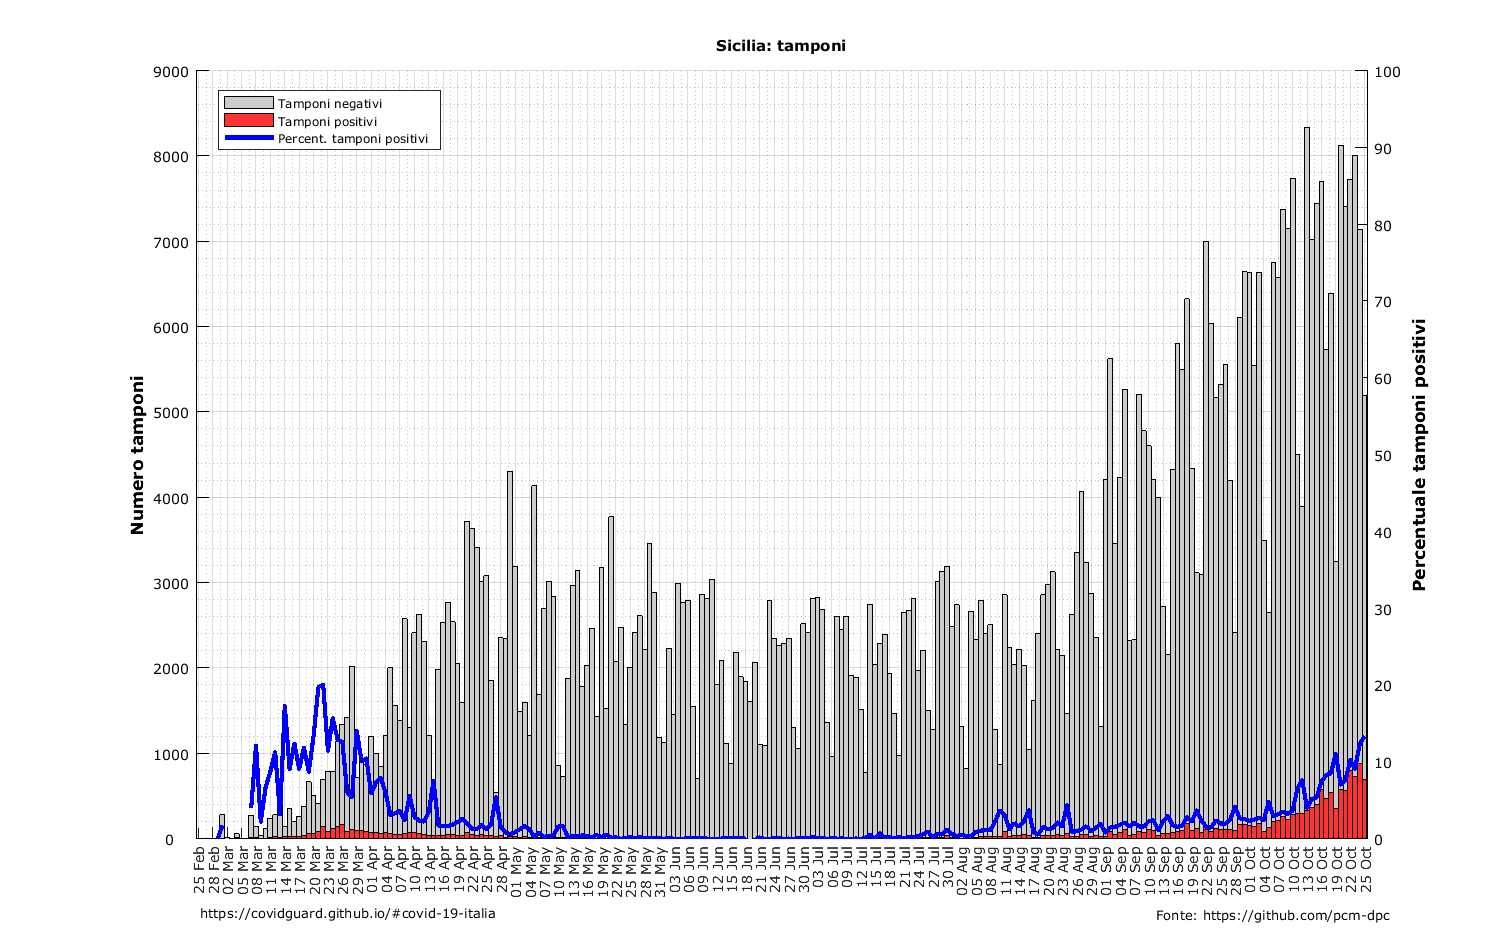 Sicilia: tamponi
Tamponi negativi
Tamponi positivi
Percent. tamponi positivi
Numero tamponi
9000
8000
7000
6000
5000
4000
3000
2000
1000
0
100
90
80
70
60
50
40
30
20
10
0
Percentuale tamponi positivi
25 Feb
28 Feb
02 Mar
05 Mar
08 Mar
11 Mar
14 Mar
17 Mar
20 Mar
23 Mar
26 Mar
29 Mar
01 Apr
04 Apr
07 Apr
10 Apr
13 Apr
16 Apr
19 Apr
22 Apr
25 Apr
28 Apr
01 May
04 May
07 May
10 May
13 May
16 May
19 May
22 May
25 May
28 May
31 May
03 Jun
06 Jun
09 Jun
12 Jun
15 Jun
18 Jun
21 Jun
24 Jun
27 Jun
30 Jun
03 Jul
06 Jul
09 Jul
12 Jul
15 Jul
18 Jul
21 Jul
24 Jul
27 Jul
30 Jul
02 Aug
05 Aug
08 Aug
11 Aug
14 Aug
17 Aug
20 Aug
23 Aug
26 Aug
29 Aug
01 Sep
04 Sep
07 Sep
10 Sep
13 Sep
16 Sep
19 Sep
22 Sep
25 Sep
28 Sep
01 Oct
04 Oct
07 Oct
10 Oct
13 Oct
16 Oct
19 Oct
22 Oct
25 Oct
https://covidguard.github.io/#covid-19-italia
Fonte: https://github.com/pcm-dpc